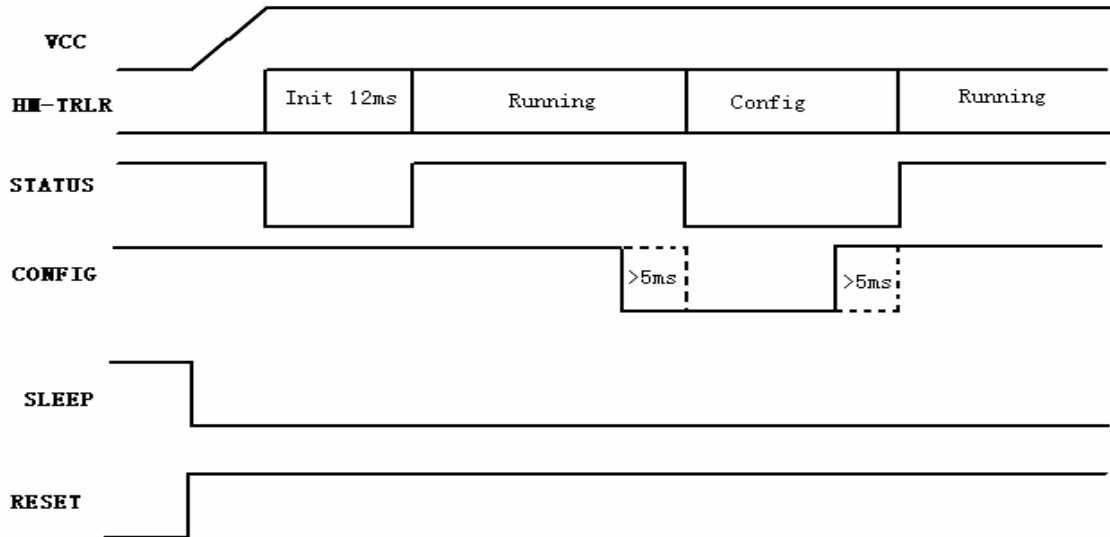 VCC
HM-TRLR
Init 12ms
Running
Config
Running
STATUS
CONFIG
>5ms
>5ms
SLEEP
RESET